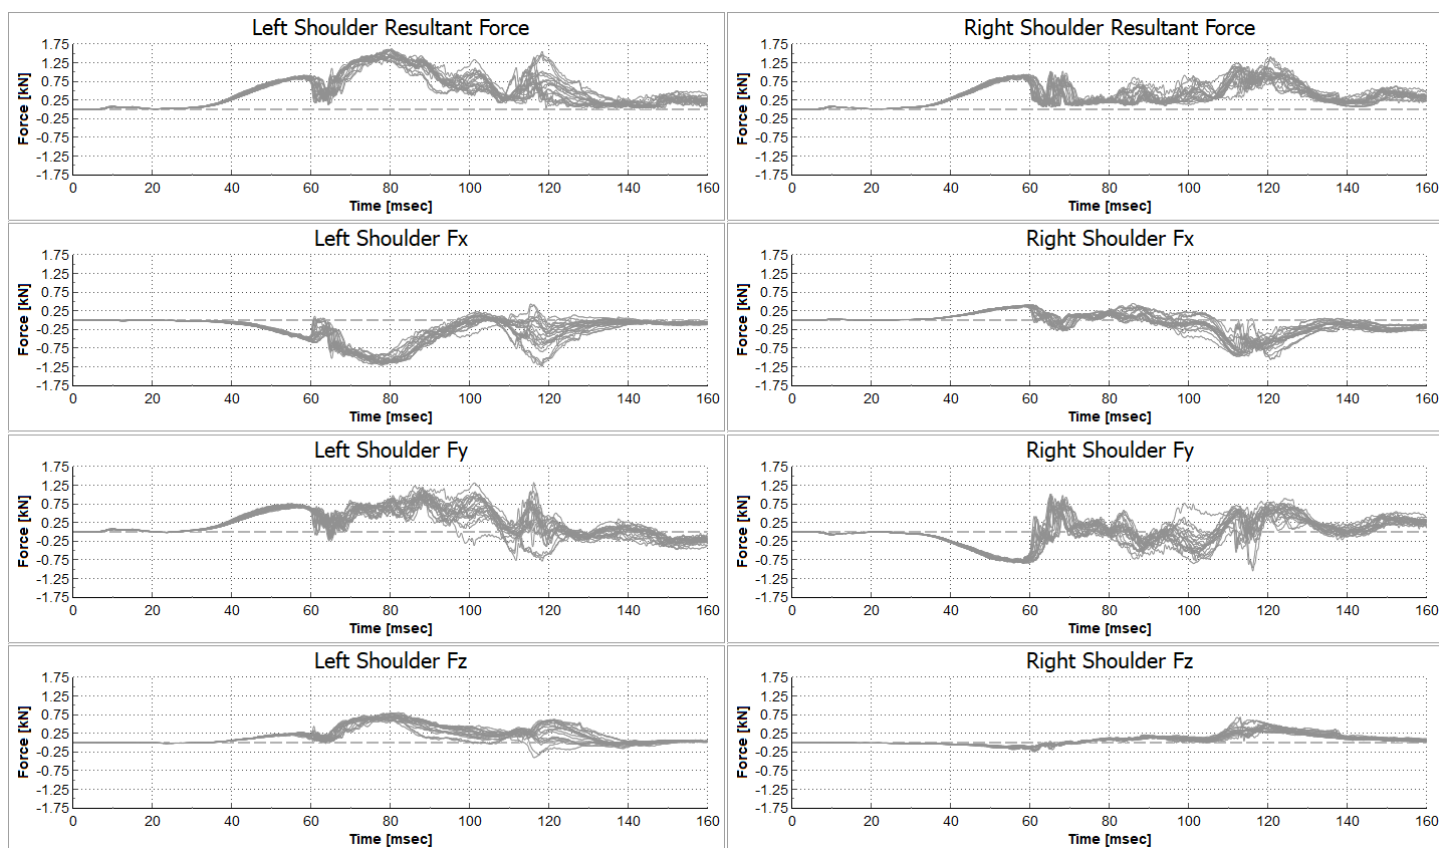 Left Shoulder Resultant Force
1.75
1.25
0.75
0.25
-0.25
-0.75
-1.25
-1.75
Force [kN]
0 20 40 60 80 100 120 140 160
Time [msec]
Right Shoulder Resultant Force
1.75
1.25
0.75
0.25
-0.25
-0.75
-1.25
-1.75
Force [kN]
0 20 40 60 80 100 120 140 160
Time [msec]
Left Shoulder Fx
1.75
1.25
0.75
0.25
-0.25
-0.75
-1.25
-1.75
Force [kN]
0 20 40 60 80 100 120 140 160
Time [msec]
Right Shoulder Fx
1.75
1.25
0.75
0.25
-0.25
-0.75
-1.25
-1.75
Force [kN]
0 20 40 60 80 100 120 140 160
Time [msec]
Left Shoulder Fy
1.75
1.25
0.75
0.25
-0.25
-0.75
-1.25
-1.75
Force [kN]
0 20 40 60 80 100 120 140 160
Time [msec]
Right Shoulder Fy
1.75
1.25
0.75
0.25
-0.25
-0.75
-1.25
-1.75
Force [kN]
0 20 40 60 80 100 120 140 160
Time [msec]
Left Shoulder Fz
1.75
1.25
0.75
0.25
-0.25
-0.75
-1.25
-1.75
Force [kN]
0 20 40 60 80 100 120 140 160
Time [msec]
Right Shoulder Fz
1.75
1.25
0.75
0.25
-0.25
-0.75
-1.25
-1.75
Force [kN]
0 20 40 60 80 100 120 140 160
Time [msec]